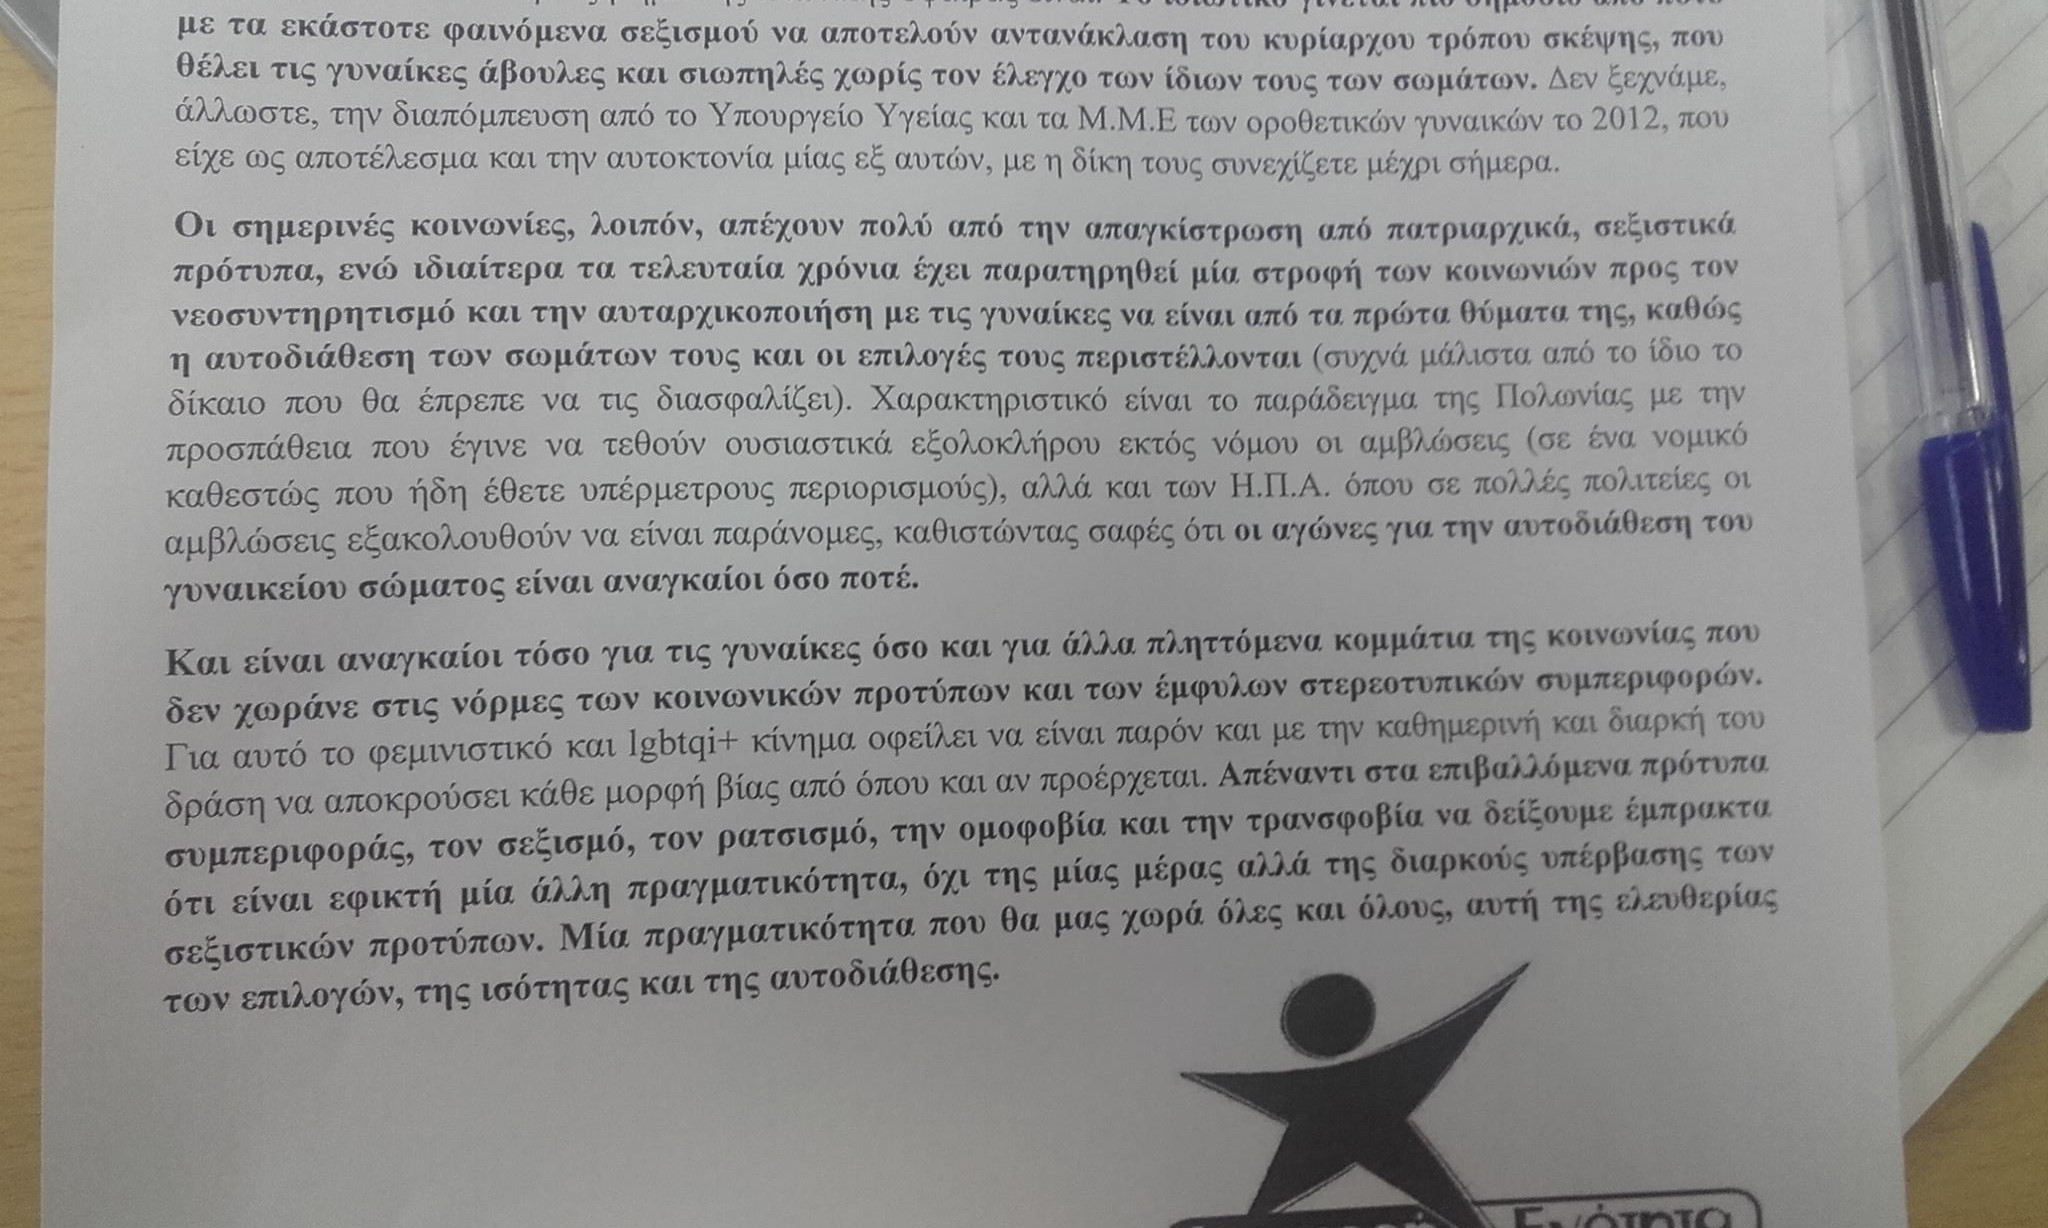 με τα εκάστοτε φαινόμενα σεξισμού να αποτελούν αντανάκλαση του κυρίαρχου τρόπου σκέψης, που
θέλει τις γυναίκες άβουλες και σιωπηλές χωρίς τον έλεγχο των ίδιων τους των σωμάτων. Δεν ξεχνάμε,
άλλωστε, την διαπόμπευση από το Υπουργείο Υγείας και τα Μ.Μ.Ε των οροθετικών γυναικών το 2012, που
είχε ως αποτέλεσμα και την αυτοκτονία μίας εξ αυτών, με η δίκη τους συνεχίζετε μέχρι σήμερα.
Οι σημερινές κοινωνίες, λοιπόν, απέχουν πολύ από την απαγκίστρωση από πατριαρχικά, σεξιστικά
πρότυπα, ενώ ιδιαίτερα τα τελευταία χρόνια έχει παρατηρηθεί μία στροφή των κοινωνιών προς τον
νεοσυντηρητισμό και την αυταρχικοποιήση με τις γυναίκες να είναι από τα πρώτα θύματα της, καθώς
η αυτοδιάθεση των σωμάτων τους και οι επιλογές τους περιστέλλονται (συχνά μάλιστα από το ίδιο το
δίκαιο που θα έπρεπε να τις διασφαλίζει). Χαρακτηριστικό είναι το παράδειγμα της Πολωνίας με την
προσπάθεια που έγινε να τεθούν ουσιαστικά εξολοκλήρου εκτός νόμου οι αμβλώσεις (σε ένα νομικό
καθεστώς που ήδη έθετε υπέρμετρους περιορισμούς), αλλά και των Η.Π.Α. όπου σε πολλές πολιτείες οι
αμβλώσεις εξακολουθούν να είναι παράνομες, καθιστώντας σαφές ότι οι αγώνες για την αυτοδιάθεση του
γυναικείου σώματος είναι αναγκαίοι όσο ποτέ.
Και είναι αναγκαίοι τόσο για τις γυναίκες όσο και για άλλα πληττόμενα κομμάτια της κοινωνίας που
δεν χωράνε στις νόρμες των κοινωνικών προτύπων και των έμφυλων στερεοτυπικών συμπεριφορών.
Για αυτό το φεμινιστικό και lgbtqi+ κίνημα οφείλει να είναι παρόν και με την καθημερινή και διαρκή του
δράση να αποκρούσει κάθε μορφή βίας από όπου και αν προέρχεται. Απέναντι στα επιβαλλόμενα πρότυπα
συμπεριφοράς, τον σεξισμό, τον ρατσισμό, την ομοφοβία και την τρανσφοβία να δείξουμε έμπρακτα
ότι είναι εφικτή μία άλλη πραγματικότητα, όχι της μίας μέρας αλλά της διαρκούς υπέρβασης των
σεξιστικών προτύπων. Μία πραγματικότητα που θα μας χωρά όλες και όλους, αυτή της ελευθερίας
των επιλογών, της ισότητας και της αυτοδιάθεσης.
Ενότητα